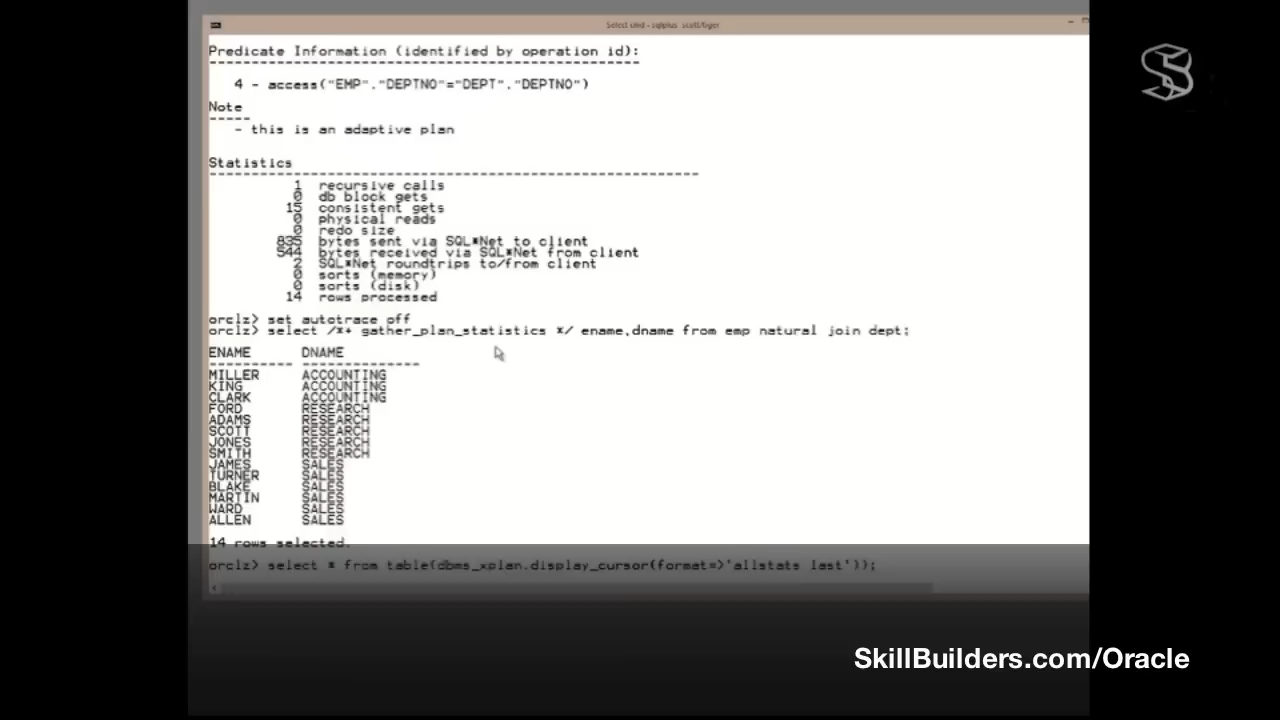 Select cmd - sqlplus scott/tiger
Predicate Information (identified by operation id):
---------------------------------------------------
4 - access("EMP"."DEPTNO"="DEPT"."DEPTNO")
Note
-----
- this is an adaptive plan
Statistics
----------------------------------------------------------
1 recursive calls
0 db block gets
15 consistent gets
0 physical reads
0 redo size
835 bytes sent via SQL*Net to client
544 bytes received via SQL*Net from client
2 SQL*Net roundtrips to/from client
0 sorts (memory)
0 sorts (disk)
14 rows processed
orclz> set autotrace off
orclz> select /*+ gather_plan_statistics */ ename,dname from emp natural join dept;
ENAME DNAME
---------- --------------
MILLER ACCOUNTING
KING ACCOUNTING
CLARK ACCOUNTING
FORD RESEARCH
ADAMS RESEARCH
SCOTT RESEARCH
JONES RESEARCH
SMITH RESEARCH
JAMES SALES
TURNER SALES
BLAKE SALES
MARTIN SALES
WARD SALES
ALLEN SALES
14 rows selected.
orclz> select * from table(dbms_xplan.display_cursor(format=>'allstats last'));
SkillBuilders.com/Oracle